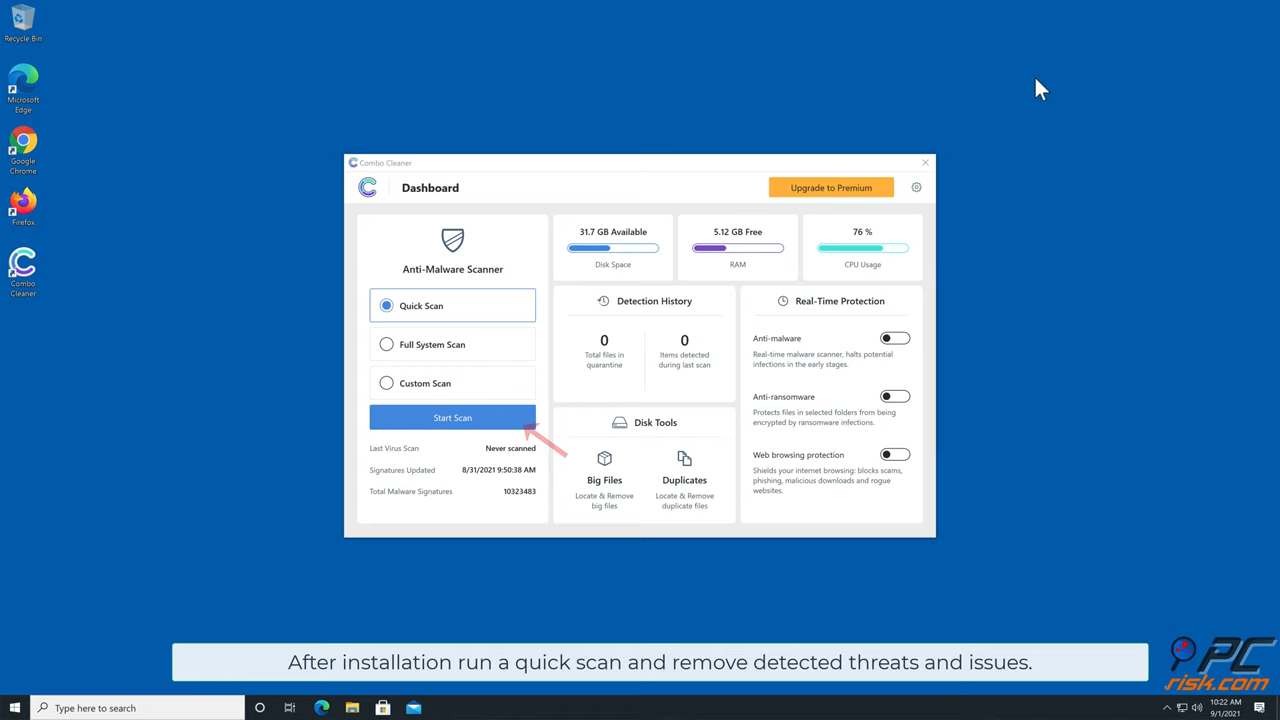 Recycle Bin
Microsoft
Edge
Google
Chrome
Firefox
Combo
Cleaner
Combo Cleaner
Dashboard
Upgrade to Premium
Anti-Malware Scanner
Quick Scan
Full System Scan
Custom Scan
Start Scan
Last Virus Scan Never scanned
Signatures Updated 8/31/2021 9:50:38 AM
Total Malware Signatures 10323483
31.7 GB Available
Disk Space
5.12 GB Free
RAM
76 %
CPU Usage
Detection History
0
Total files in
quarantine
0
Items detected
during last scan
Disk Tools
Big Files
Locate & Remove
big files
Duplicates
Locate & Remove
duplicate files
Real-Time Protection
Anti-malware
Real-time malware scanner, halts potential
infections in the early stages.
Anti-ransomware
Protects files in selected folders from being
encrypted by ransomware infections.
Web browsing protection
Shields your internet browsing: blocks scams,
phishing, malicious downloads and rogue
websites.
After installation run a quick scan and remove detected threats and issues.
PC
risk.com
Type here to search
10:22 AM
9/1/2021